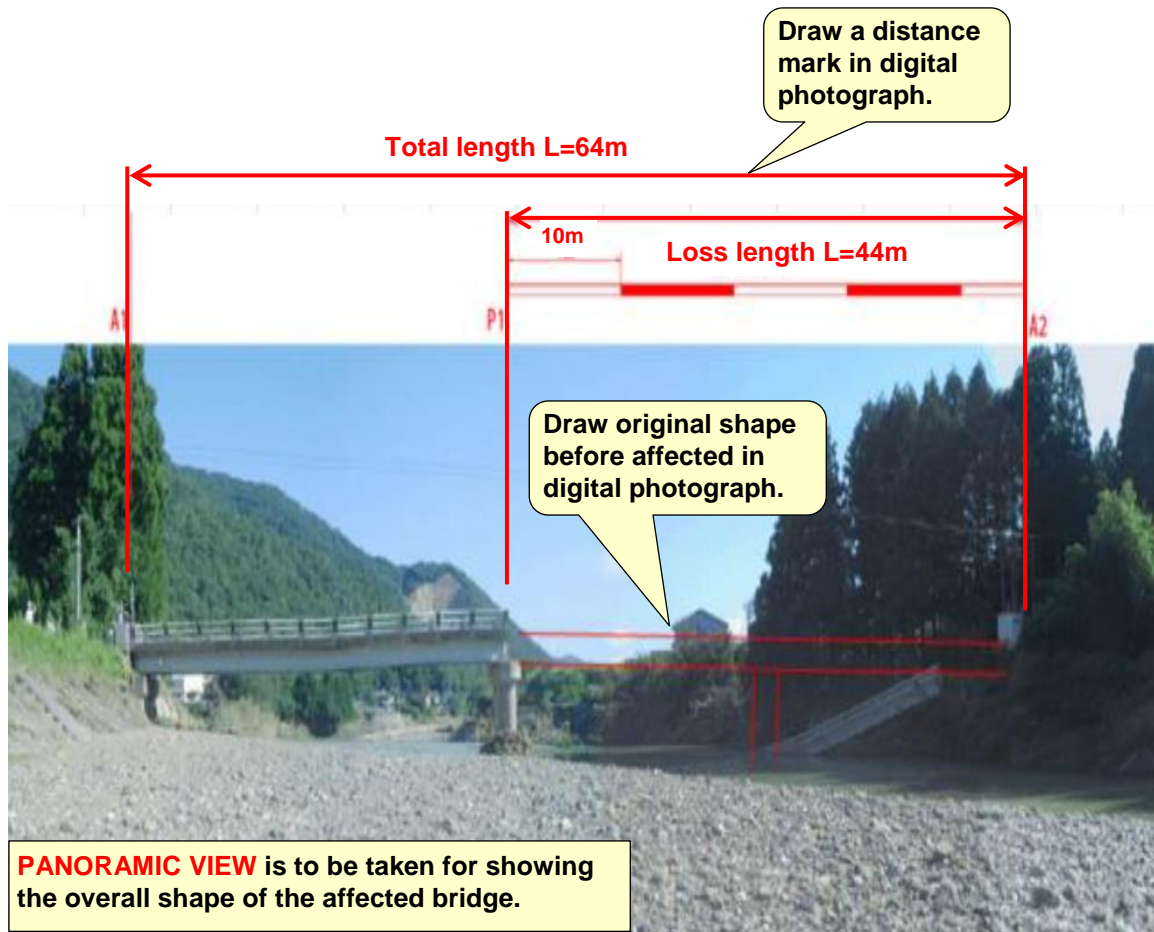 Draw a distance
mark in digital
photograph.
Total length L=64m
10m
Loss length L=44m
A1
P1
A2
Draw original shape
before affected in
digital photograph.
PANORAMIC VIEW is to be taken for showing
the overall shape of the affected bridge.